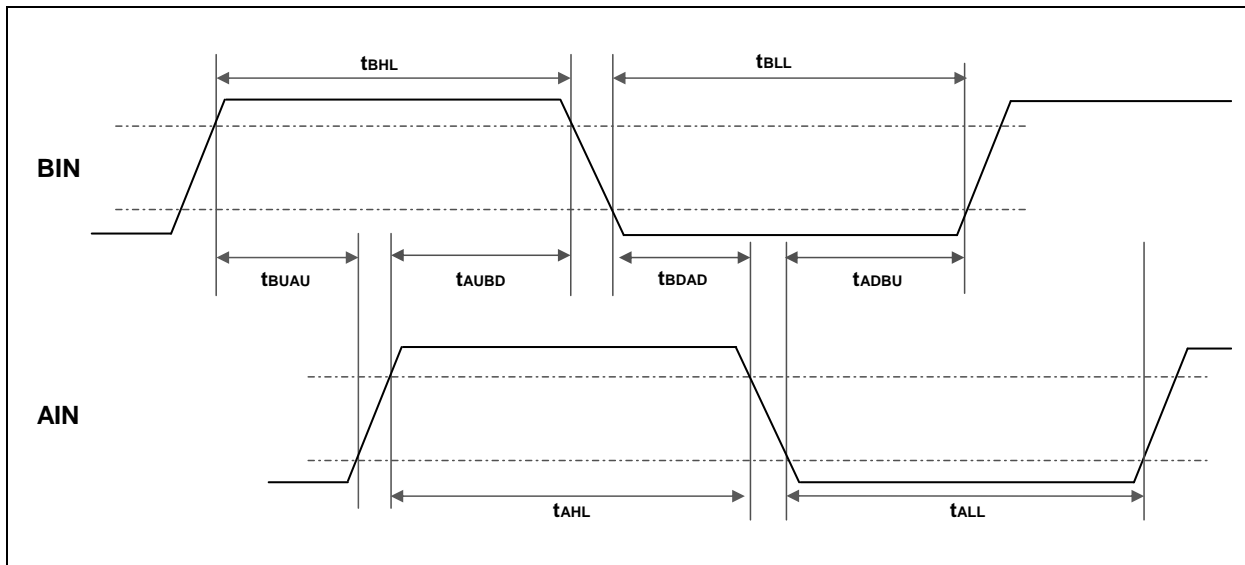 tBHL
tBLL
BIN
tBUAU
tAUBD
tBDAD
tADBU
AIN
tAHL
tALL